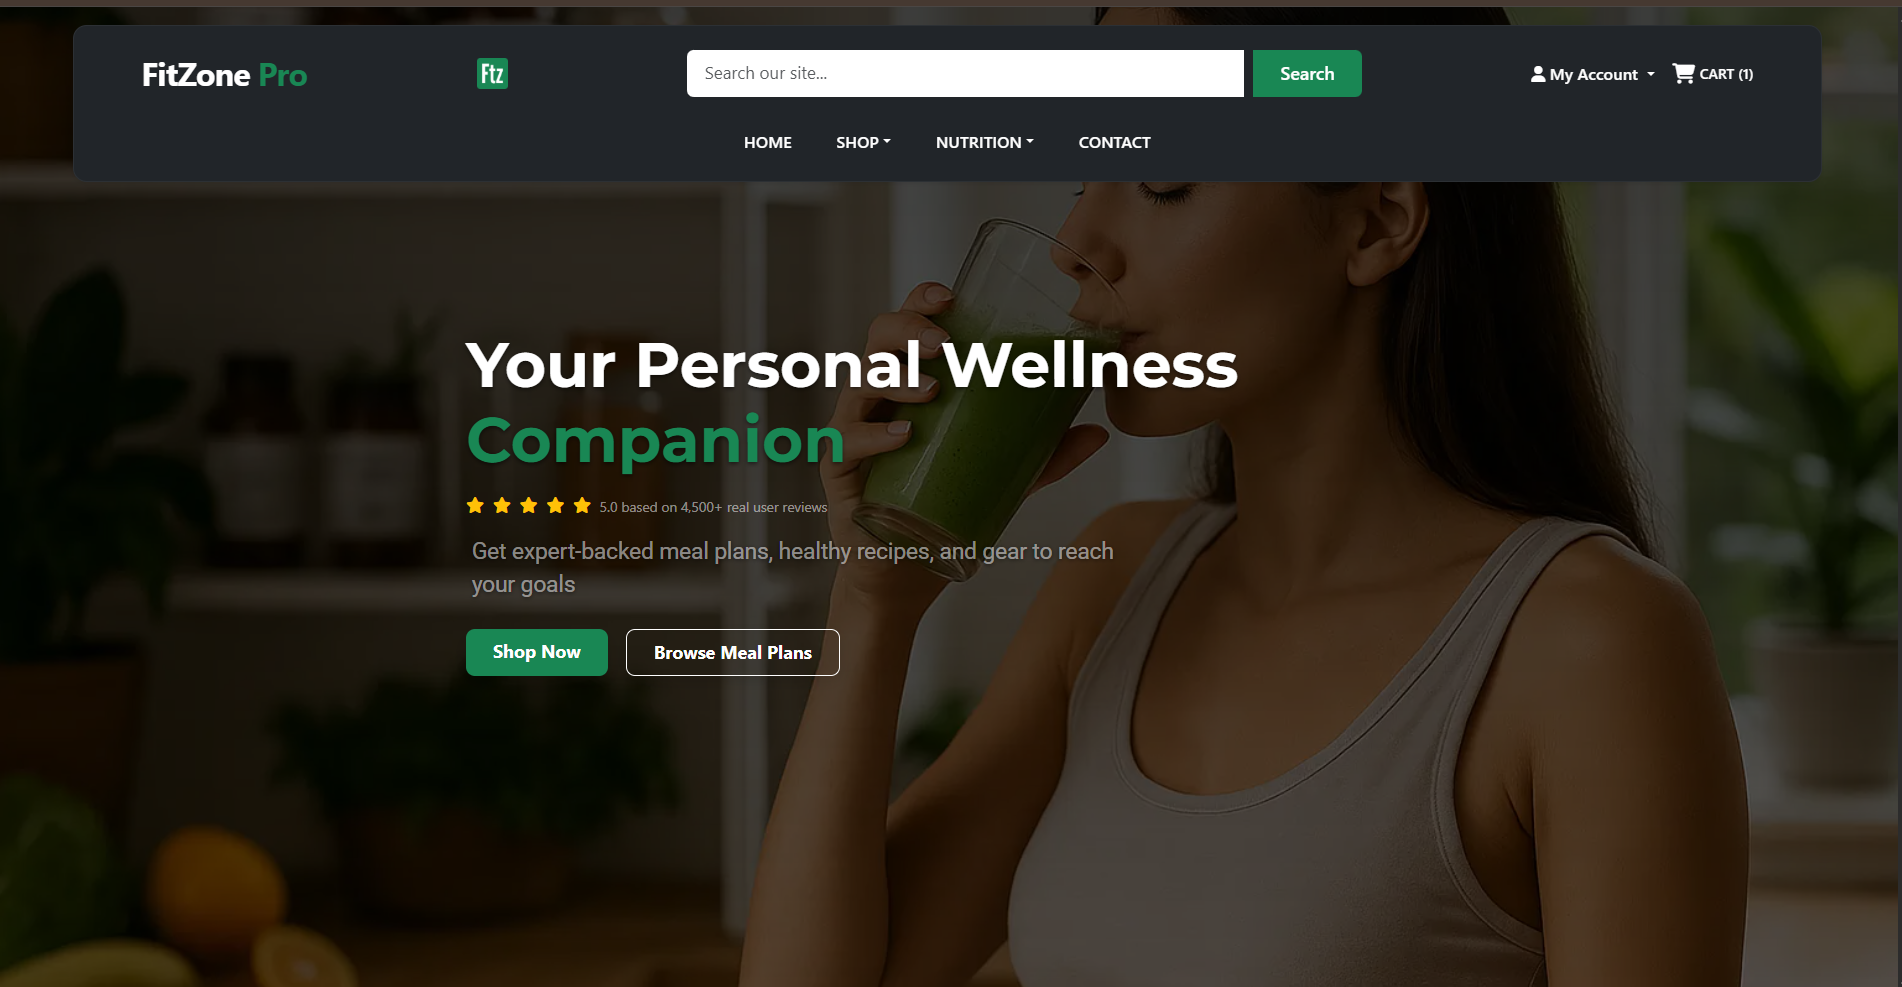 FitZone Pro
Ftz
Search our site...
Search
My Account
CART (1)
HOME
SHOP
NUTRITION
CONTACT
Your Personal Wellness
Companion
5.0 based on 4,500+ real user reviews
Get expert-backed meal plans, healthy recipes, and gear to reach
your goals
Shop Now
Browse Meal Plans